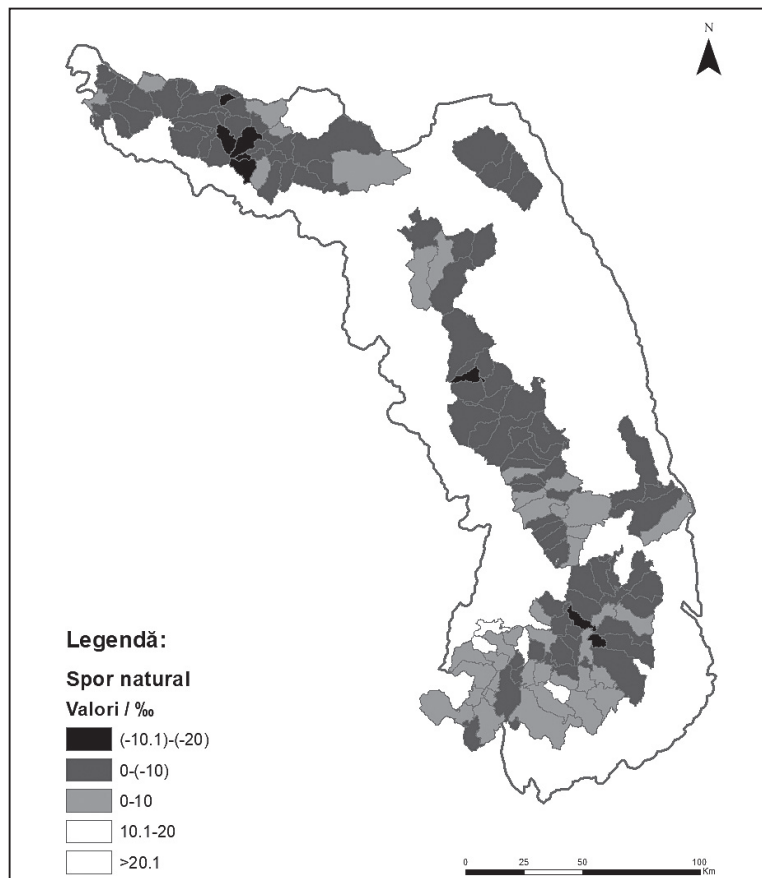 N
Legendă:
Spor natural
Valori / ‰
(-10.1)-(-20)
0-(-10)
0-10
10.1-20
>20.1
0 25 50 100
Km